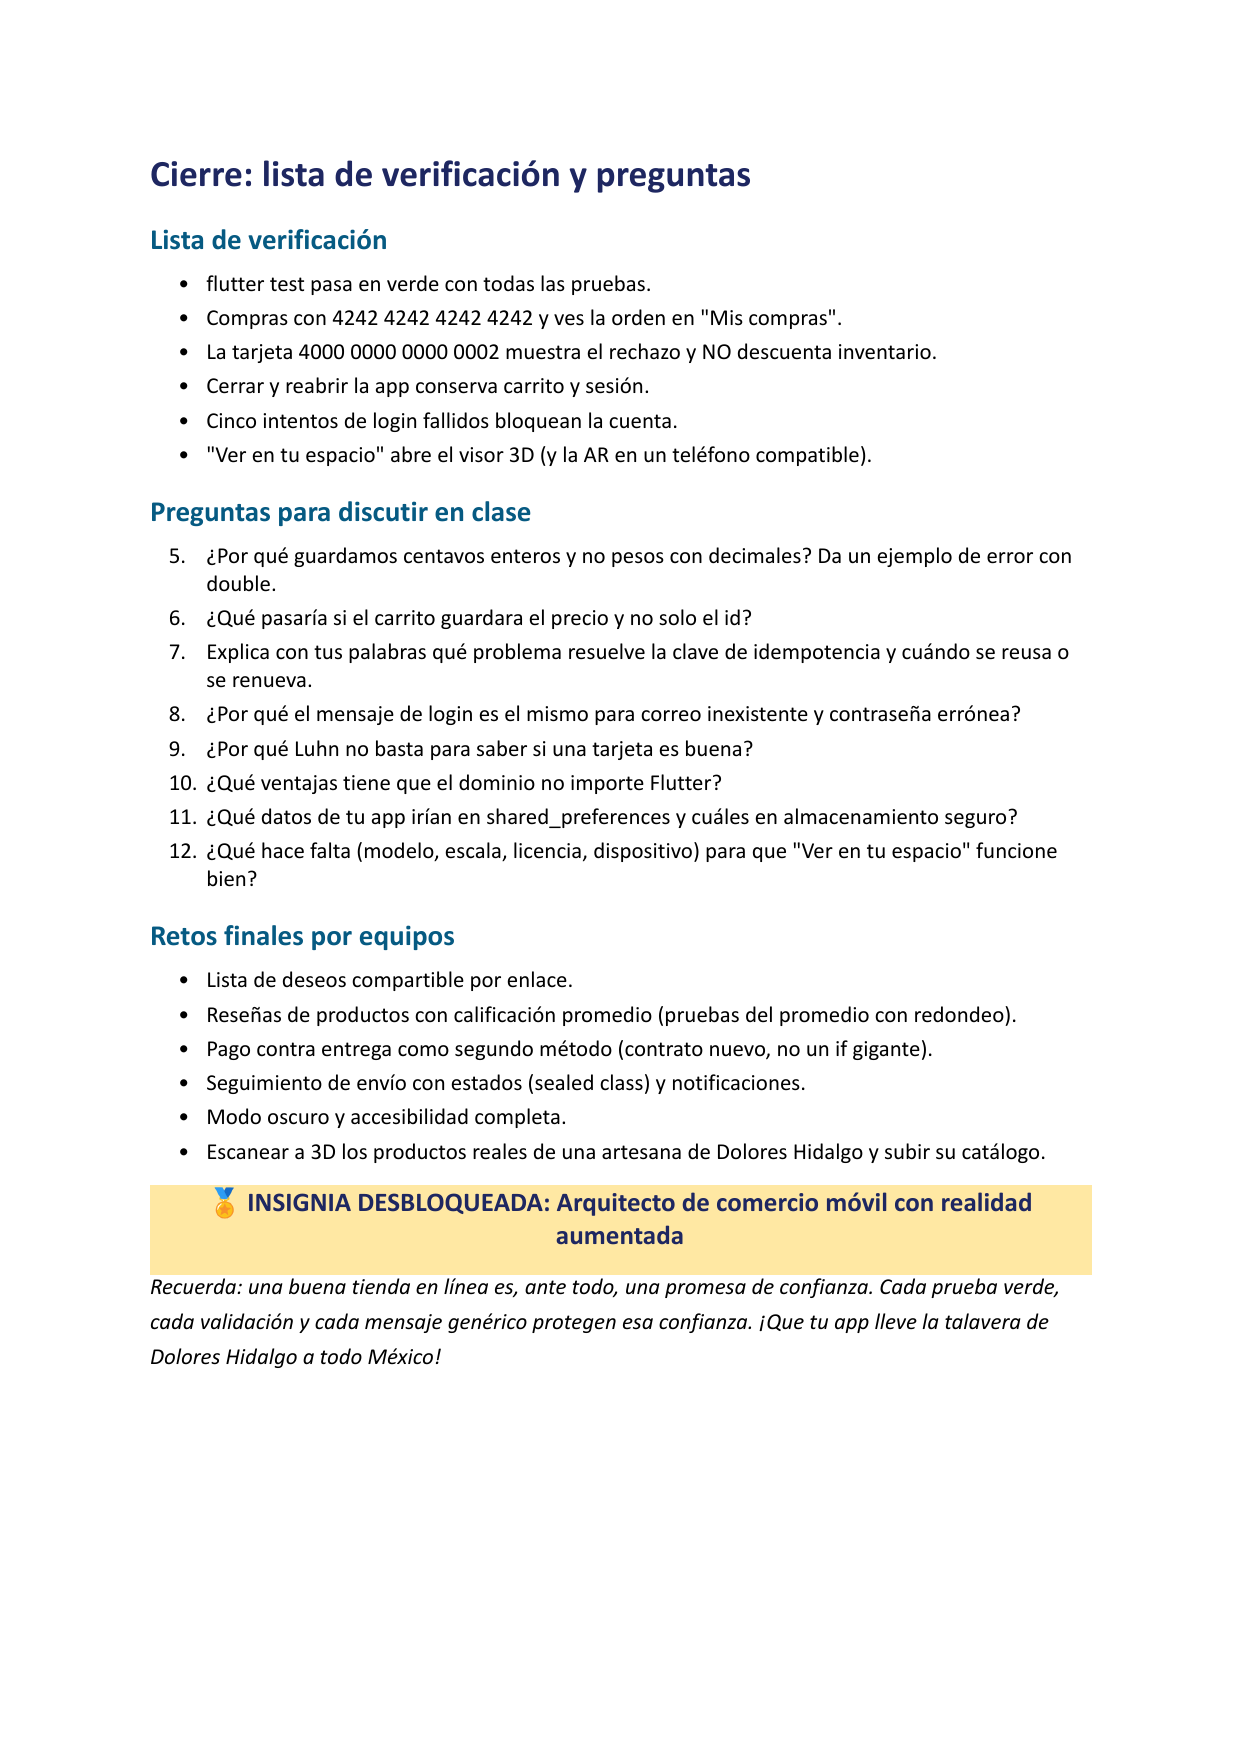 Cierre: lista de verificación y preguntas
Lista de verificación
• flutter test pasa en verde con todas las pruebas.
• Compras con 4242 4242 4242 4242 y ves la orden en "Mis compras".
• La tarjeta 4000 0000 0000 0002 muestra el rechazo y NO descuenta inventario.
• Cerrar y reabrir la app conserva carrito y sesión.
• Cinco intentos de login fallidos bloquean la cuenta.
• "Ver en tu espacio" abre el visor 3D (y la AR en un teléfono compatible).
Preguntas para discutir en clase
5. ¿Por qué guardamos centavos enteros y no pesos con decimales? Da un ejemplo de error con
double.
6. ¿Qué pasaría si el carrito guardara el precio y no solo el id?
7. Explica con tus palabras qué problema resuelve la clave de idempotencia y cuándo se reusa o
se renueva.
8. ¿Por qué el mensaje de login es el mismo para correo inexistente y contraseña errónea?
9. ¿Por qué Luhn no basta para saber si una tarjeta es buena?
10. ¿Qué ventajas tiene que el dominio no importe Flutter?
11. ¿Qué datos de tu app irían en shared_preferences y cuáles en almacenamiento seguro?
12. ¿Qué hace falta (modelo, escala, licencia, dispositivo) para que "Ver en tu espacio" funcione
bien?
Retos finales por equipos
• Lista de deseos compartible por enlace.
• Reseñas de productos con calificación promedio (pruebas del promedio con redondeo).
• Pago contra entrega como segundo método (contrato nuevo, no un if gigante).
• Seguimiento de envío con estados (sealed class) y notificaciones.
• Modo oscuro y accesibilidad completa.
• Escanear a 3D los productos reales de una artesana de Dolores Hidalgo y subir su catálogo.
🏅 INSIGNIA DESBLOQUEADA: Arquitecto de comercio móvil con realidad
aumentada
Recuerda: una buena tienda en línea es, ante todo, una promesa de confianza. Cada prueba verde,
cada validación y cada mensaje genérico protegen esa confianza. ¡Que tu app lleve la talavera de
Dolores Hidalgo a todo México!